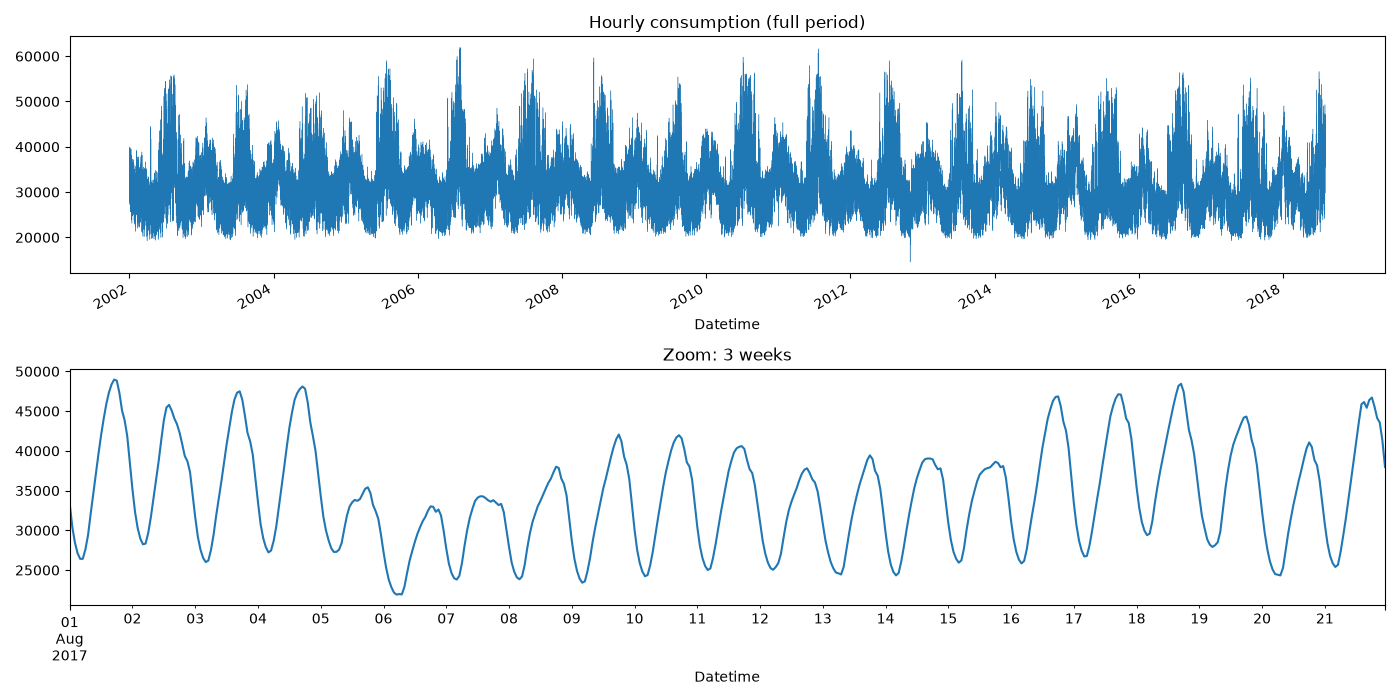 Hourly consumption (full period)
60000
50000
40000
30000
20000
2002 2004 2006 2008 2010 2012 2014 2016 2018
Datetime
Zoom: 3 weeks
50000
45000
40000
35000
30000
25000
01 02 03 04 05 06 07 08 09 10 11 12 13 14 15 16 17 18 19 20 21
Aug
2017
Datetime